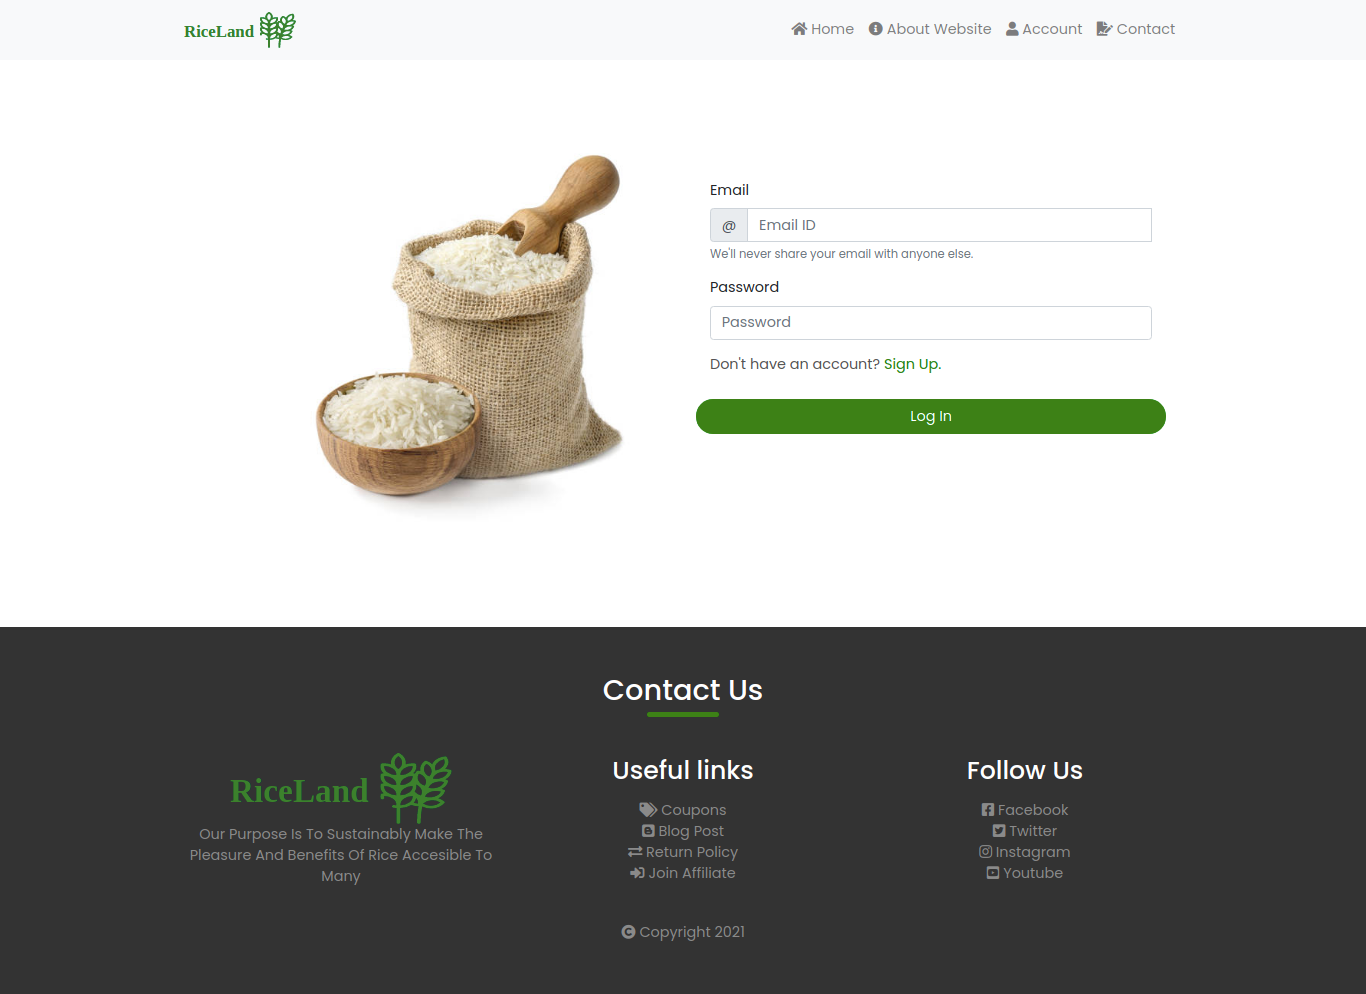 RiceLand
Home About Website Account Contact
Email
@ Email ID
We'll never share your email with anyone else.
Password
Password
Don't have an account? Sign Up.
Log In
Contact Us
RiceLand
Our Purpose Is To Sustainably Make The
Pleasure And Benefits Of Rice Accesible To
Many
Useful links
Coupons
Blog Post
Return Policy
Join Affiliate
Follow Us
Facebook
Twitter
Instagram
Youtube
© Copyright 2021